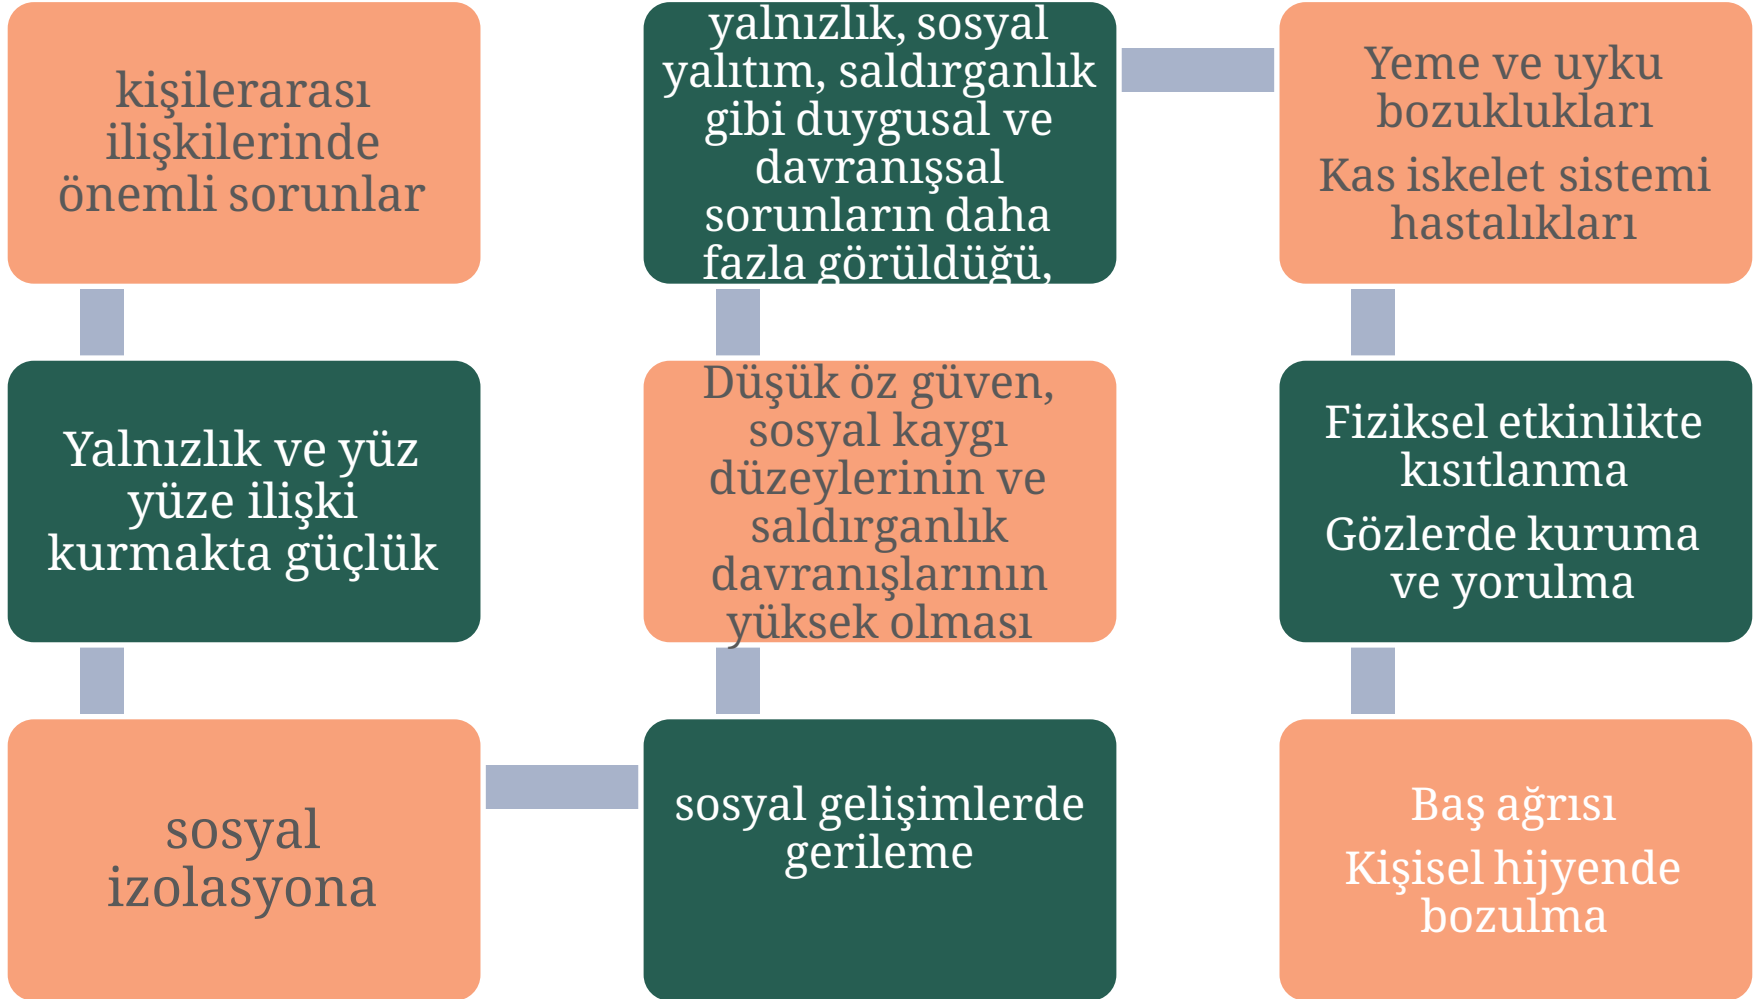 kişilerarası
ilişkilerinde
önemli sorunlar
Yalnızlık ve yüz
yüze ilişki
kurmakta güçlük
sosyal
izolasyona
sosyal gelişimlerde
gerileme
Düşük öz güven,
sosyal kaygı
düzeylerinin ve
saldırganlık
davranışlarının
yüksek olması
yalnızlık, sosyal
yalıtım, saldırganlık
gibi duygusal ve
davranışsal
sorunların daha
fazla görüldüğü,
Yeme ve uyku
bozuklukları
Kas iskelet sistemi
hastalıkları
Fiziksel etkinlikte
kısıtlanma
Gözlerde kuruma
ve yorulma
Baş ağrısı
Kişisel hijyende
bozulma